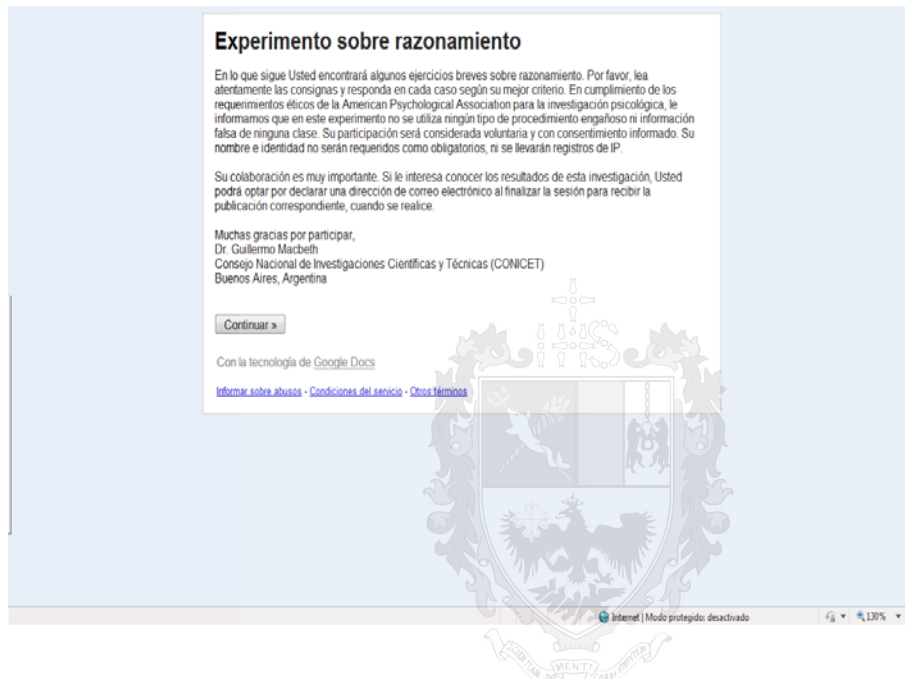 Experimento sobre razonamiento
En lo que sigue Usted encontrará algunos ejercicios breves sobre razonamiento. Por favor, lea
atentamente las consignas y responda en cada caso según su mejor criterio. En cumplimiento de los
requerimientos éticos de la American Psychological Association para la investigación psicológica, le
informamos que en este experimento no se utiliza ningún tipo de procedimiento engañoso ni información
falsa de ninguna clase. Su participación será considerada voluntaria y con consentimiento informado. Su
nombre e identidad no serán requeridos como obligatorios, ni se llevarán registros de IP.
Su colaboración es muy importante. Si le interesa conocer los resultados de esta investigación, Usted
podrá optar por declarar una dirección de correo electrónico al finalizar la sesión para recibir la
publicación correspondiente, cuando se realice.
Muchas gracias por participar,
Dr. Guillermo Macbeth
Consejo Nacional de Investigaciones Científicas y Técnicas (CONICET)
Buenos Aires, Argentina
Continuar »
Con la tecnología de Google Docs
Informar sobre abusos - Condiciones del servicio - Otros términos
Internet | Modo protegido: desactivado
130%